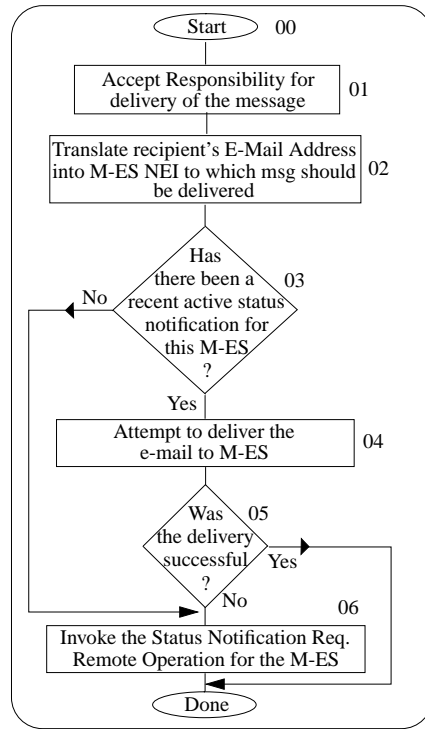 Start
00
Accept Responsibility for
delivery of the message
01
Translate recipient's E-Mail Address
into M-ES NEI to which msg should
be delivered
02
Has
there been a
recent active status
notification for
this M-ES
?
03
No
Yes
Attempt to deliver the
e-mail to M-ES
04
Was
the delivery
successful
?
05
Yes
No
06
Invoke the Status Notification Req.
Remote Operation for the M-ES
Done